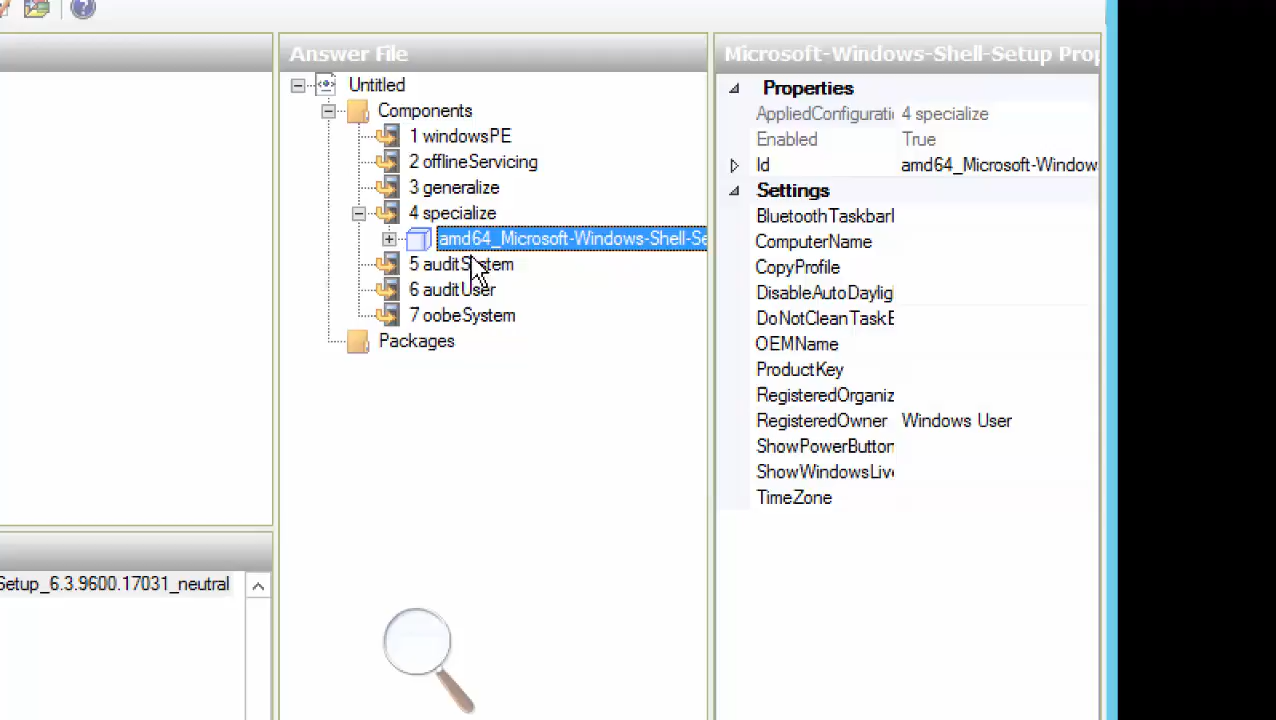 Answer File
Untitled
Components
1 windowsPE
2 offlineServicing
3 generalize
4 specialize
amd64_Microsoft-Windows-Shell-Se
5 auditSystem
6 auditUser
7 oobeSystem
Packages
Setup_6.3.9600.17031_neutral
Microsoft-Windows-Shell-Setup Prop
Properties
AppliedConfigurati 4 specialize
Enabled True
Id amd64_Microsoft-Window
Settings
BluetoothTaskbarI
ComputerName
CopyProfile
DisableAutoDaylig
DoNotCleanTaskE
OEMName
ProductKey
RegisteredOrganiz
RegisteredOwner Windows User
ShowPowerButton
ShowWindowsLive
TimeZone